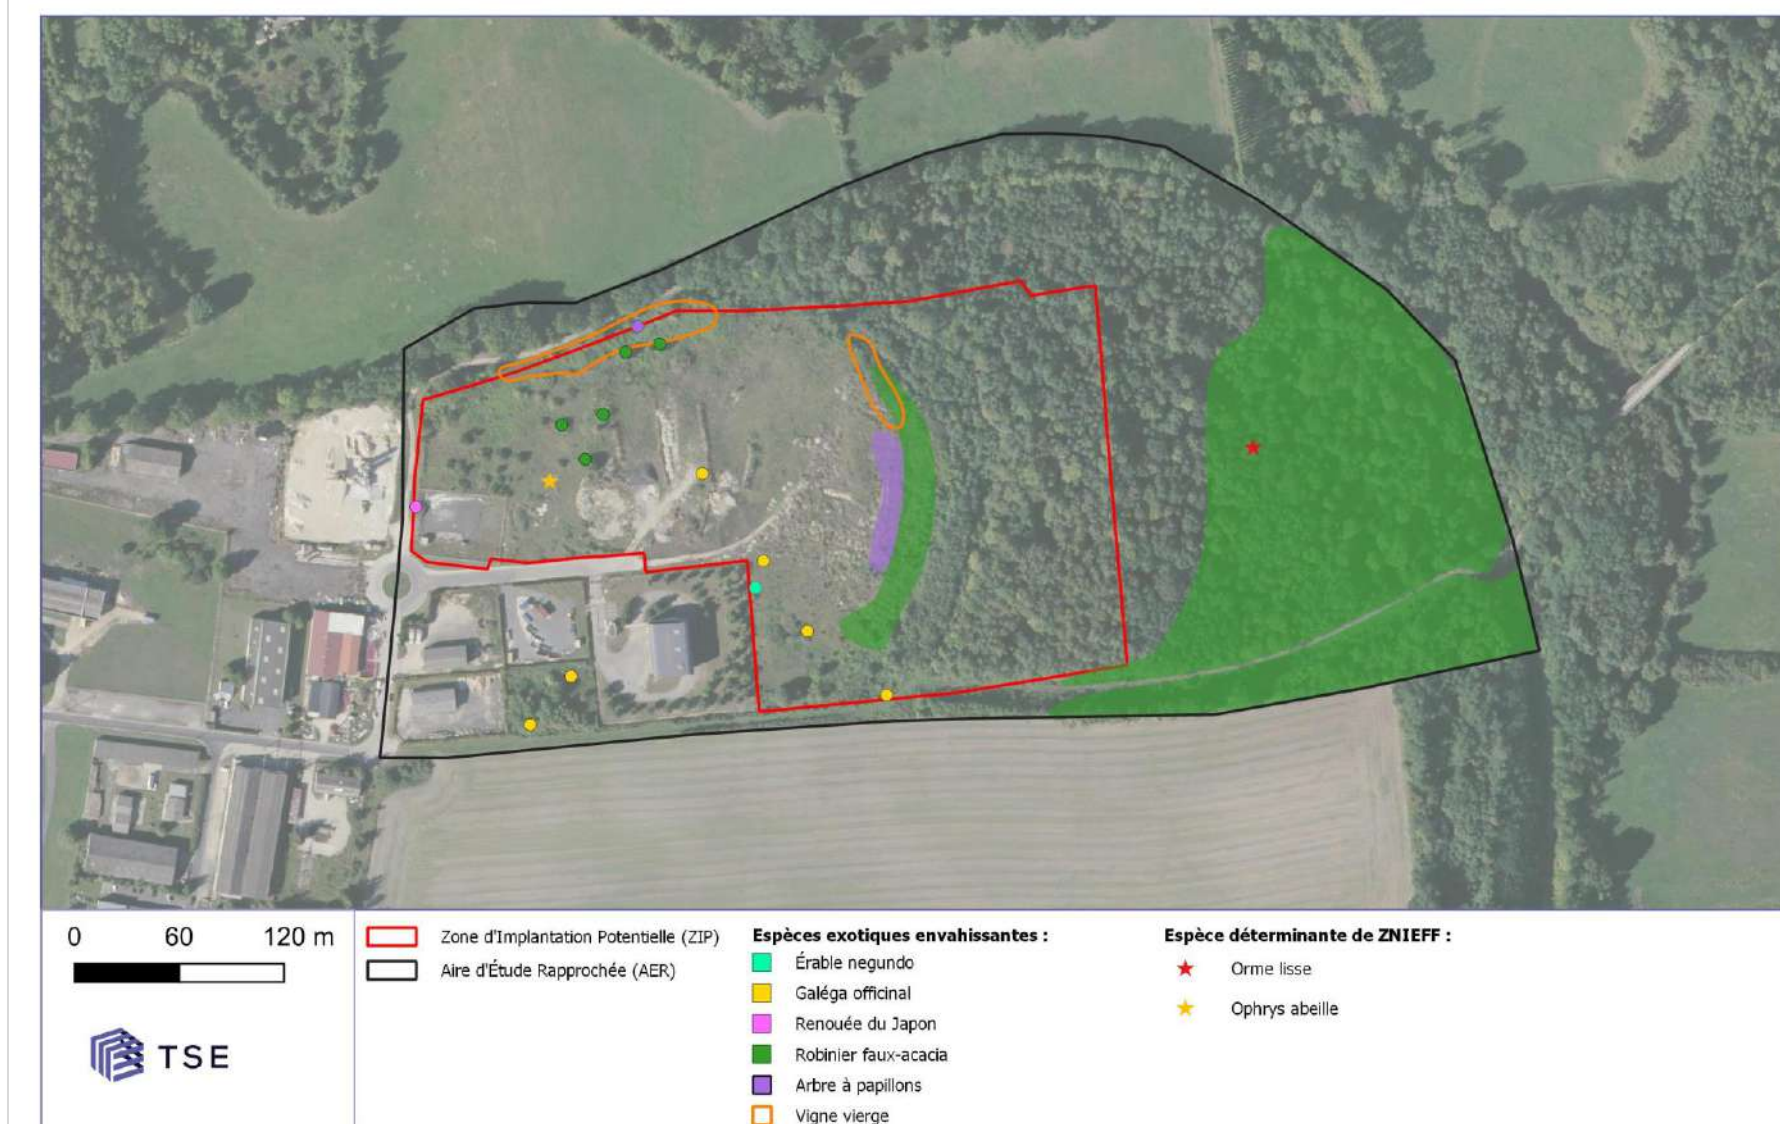 0 60 120 m
TSE
Zone d'Implantation Potentielle (ZIP)
Aire d'Étude Rapprochée (AER)
Espèces exotiques envahissantes :
Érable negundo
Galéga officinal
Renouée du Japon
Robinier faux-acacia
Arbre à papillons
Vigne vierge
Espèce déterminante de ZNIEFF :
Orme lisse
Ophrys abeille